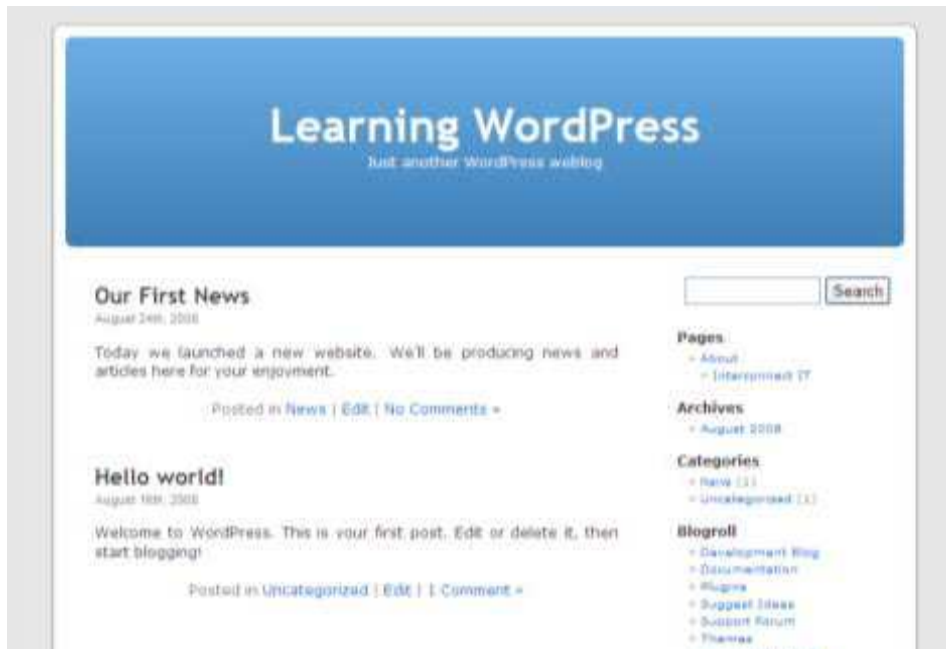 Learning WordPress
Just another WordPress weblog
Our First News
August 24th, 2008
Today we launched a new website. We'll be producing news and
articles here for your enjoyment.
Posted in News | Edit | No Comments »
Hello world!
August 2008
Welcome to WordPress. This is your first post. Edit or delete it, then
start blogging!
Posted in Uncategorized | Edit | 1 Comment »
Search
Pages
» About
» Interconnect IT
Archives
» August 2008
Categories
» News (1)
» Uncategorized (1)
Blogroll
» Development Blog
» Documentation
» Plugins
» Suggest Ideas
» Support Forum
» Themes